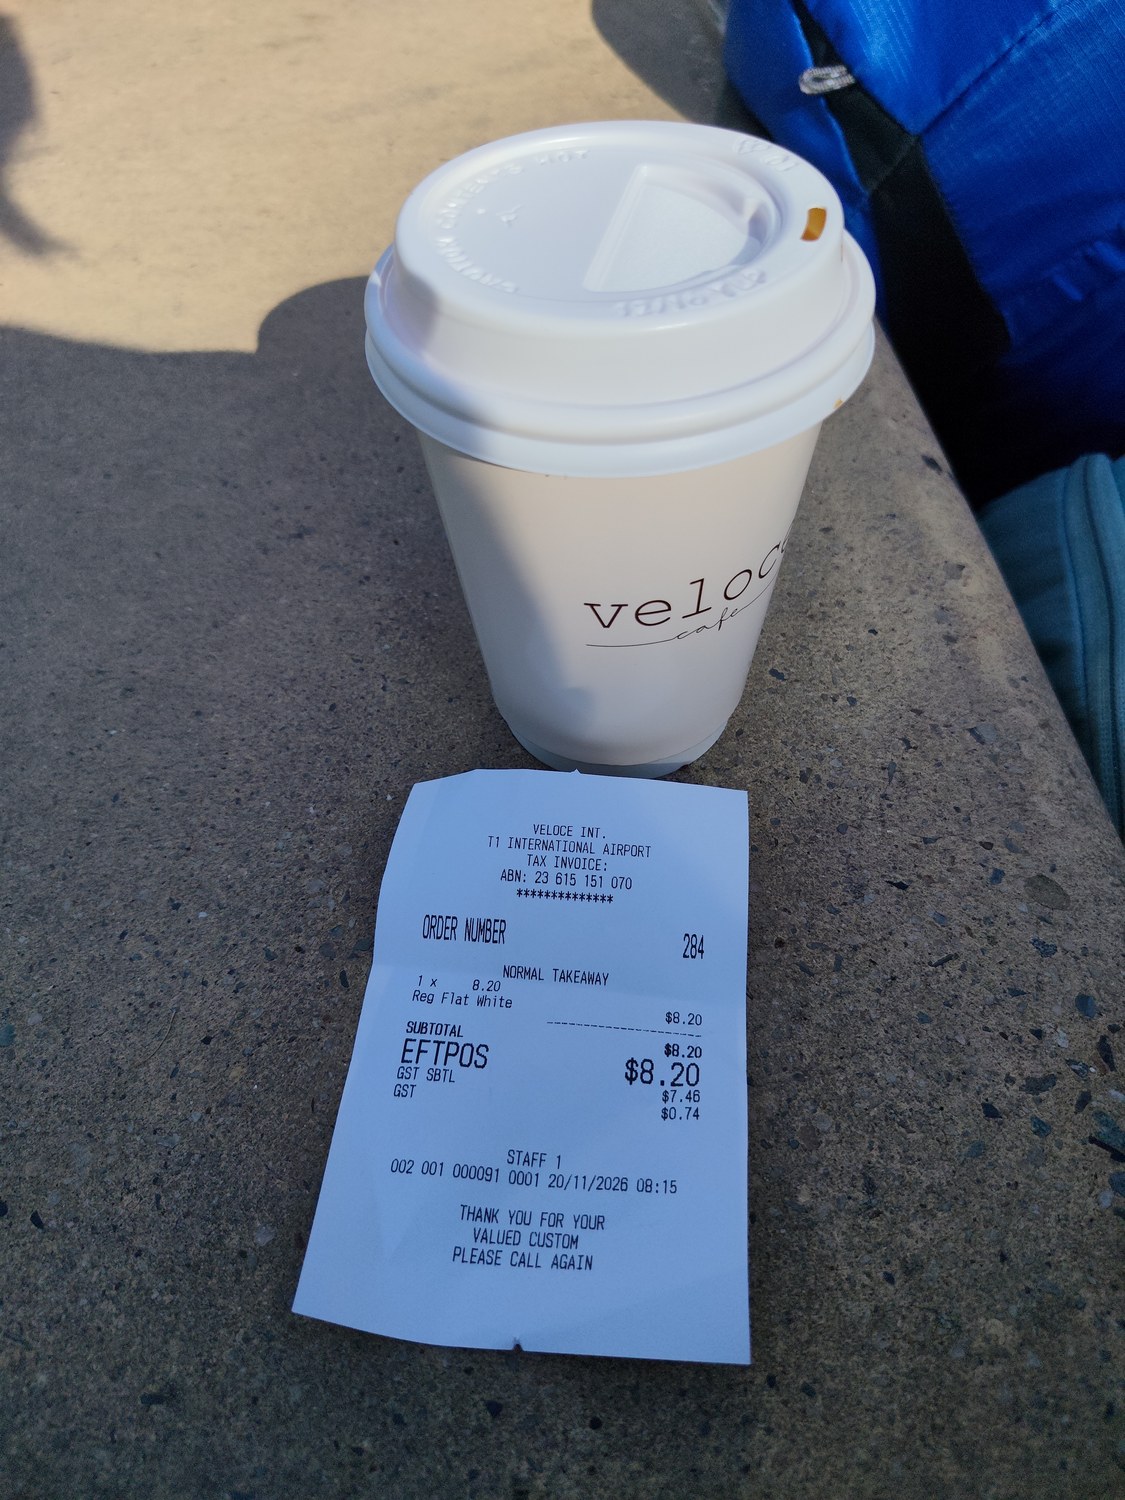 veloc
cafe
VELOCE INT.
T1 INTERNATIONAL AIRPORT
TAX INVOICE:
ABN: 23 615 151 070
**************
ORDER NUMBER 284
NORMAL TAKEAWAY
1 x 8.20
Reg Flat White
$8.20
SUBTOTAL $8.20
EFTPOS $8.20
GST SBTL $7.46
GST $0.74
STAFF 1
002 001 000091 0001 20/11/2026 08:15
THANK YOU FOR YOUR
VALUED CUSTOM
PLEASE CALL AGAIN